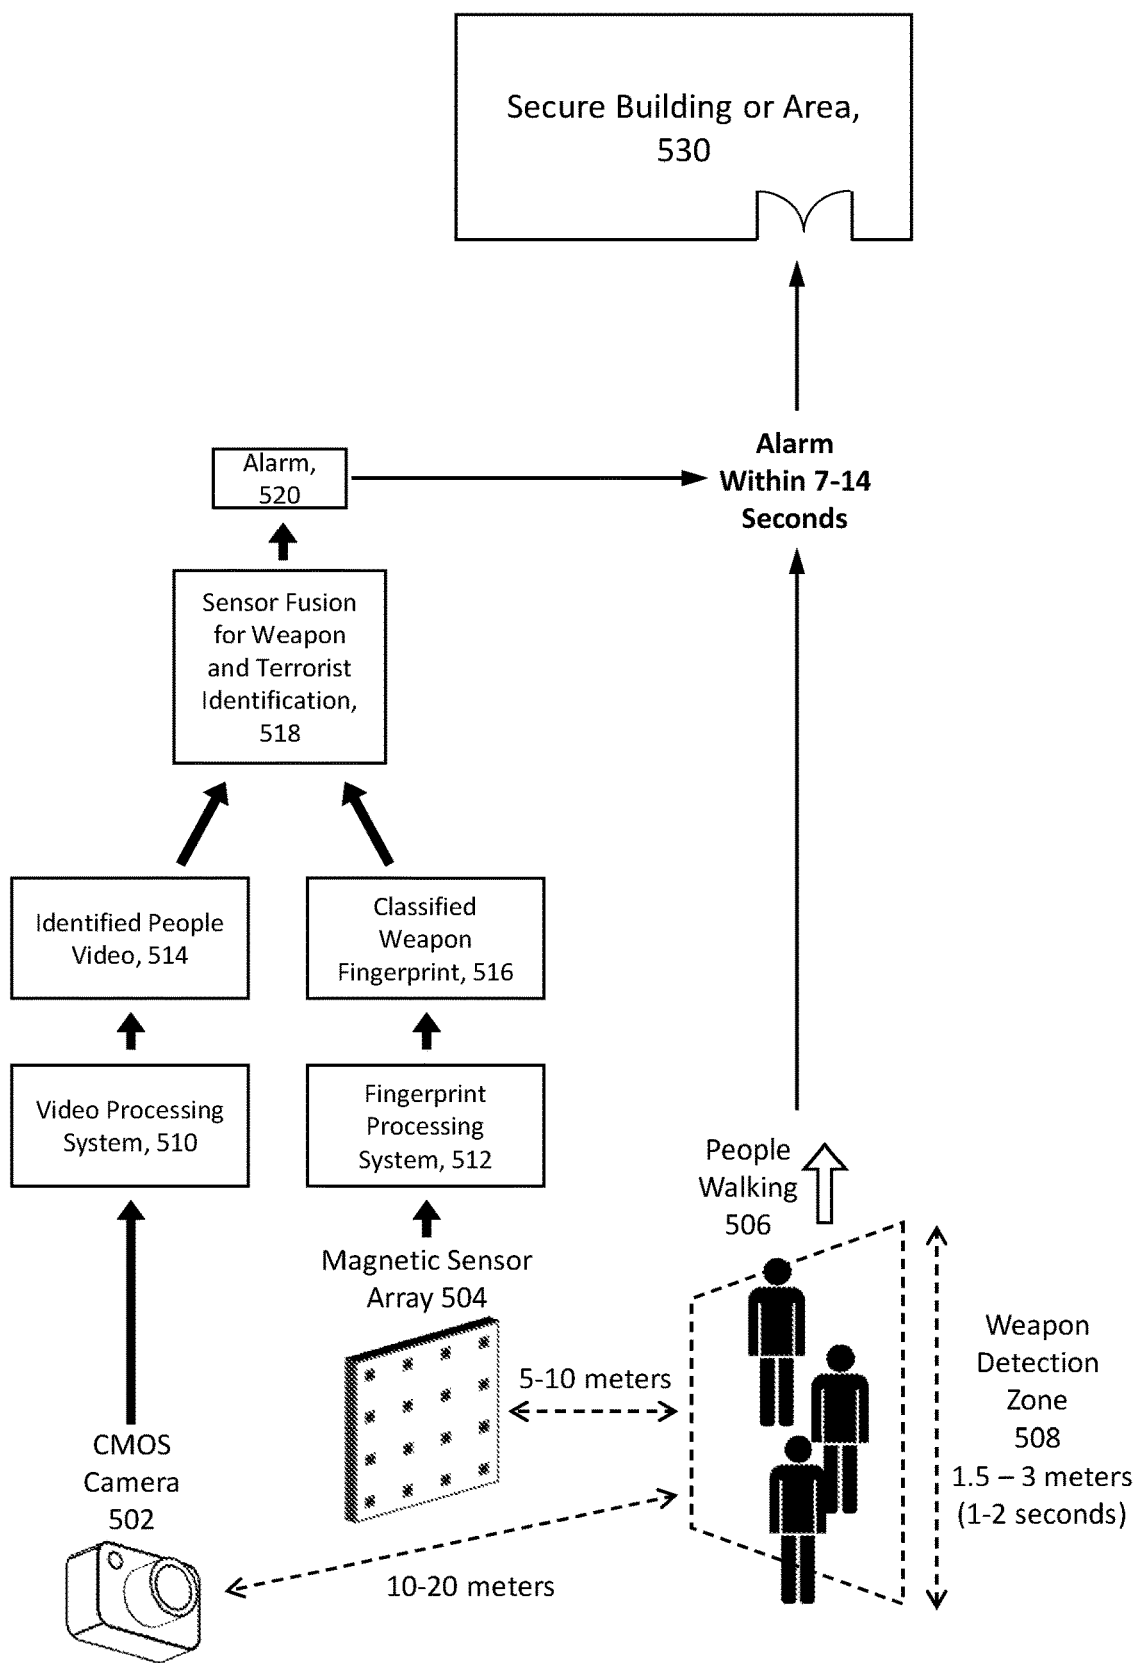 Secure Building or Area,
530
Alarm,
520
Alarm
Within 7-14
Seconds
Sensor Fusion
for Weapon
and Terrorist
Identification,
518
Identified People
Video, 514
Classified
Weapon
Fingerprint, 516
Video Processing
System, 510
Fingerprint
Processing
System, 512
People
Walking
506
Magnetic Sensor
Array 504
5-10 meters
Weapon
Detection
Zone
508
1.5 – 3 meters
(1-2 seconds)
CMOS
Camera
502
10-20 meters